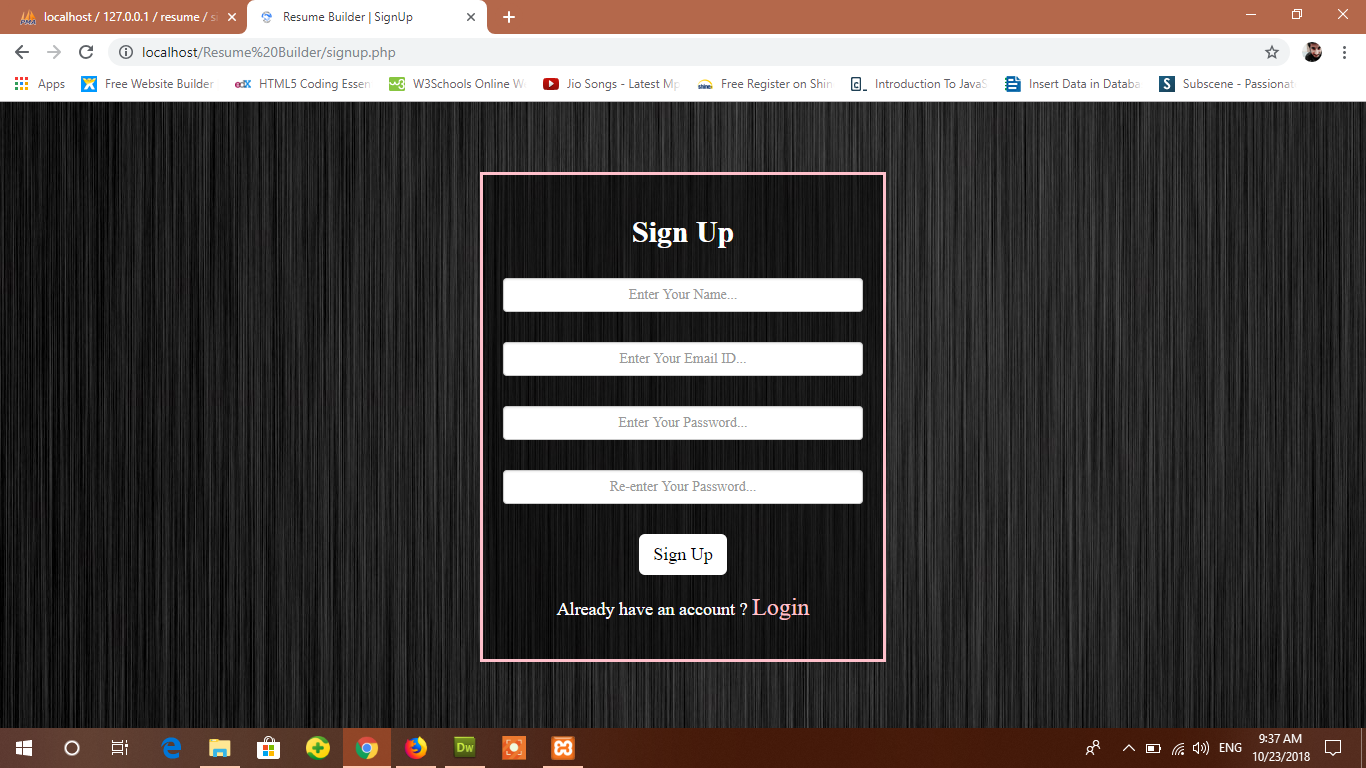 localhost / 127.0.0.1 / resume / si
Resume Builder | SignUp
localhost/Resume%20Builder/signup.php
Apps
Free Website Builder
edX
HTML5 Coding Essen
W3Schools Online W
Jio Songs - Latest Mp
Free Register on Shin
Introduction To JavaS
Insert Data in Databa
S
Subscene - Passionat
Sign Up
Enter Your Name...
Enter Your Email ID...
Enter Your Password...
Re-enter Your Password...
Sign Up
Already have an account ? Login
Dw
ENG
9:37 AM
10/23/2018